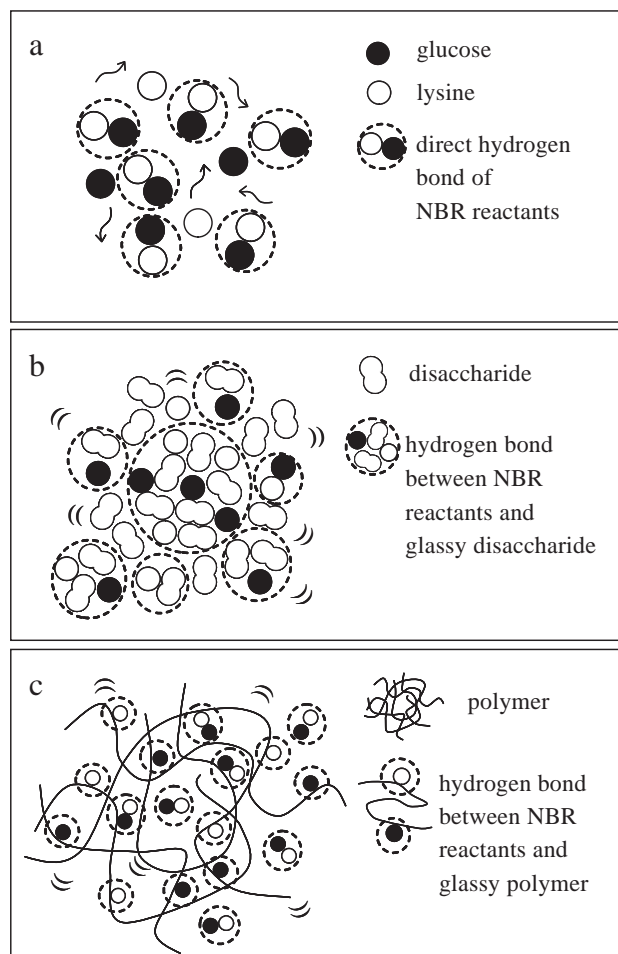 a
glucose
lysine
direct hydrogen
bond of
NBR reactants
b
disaccharide
hydrogen bond
between NBR
reactants and
glassy disaccharide
c
polymer
hydrogen bond
between NBR
reactants and
glassy polymer